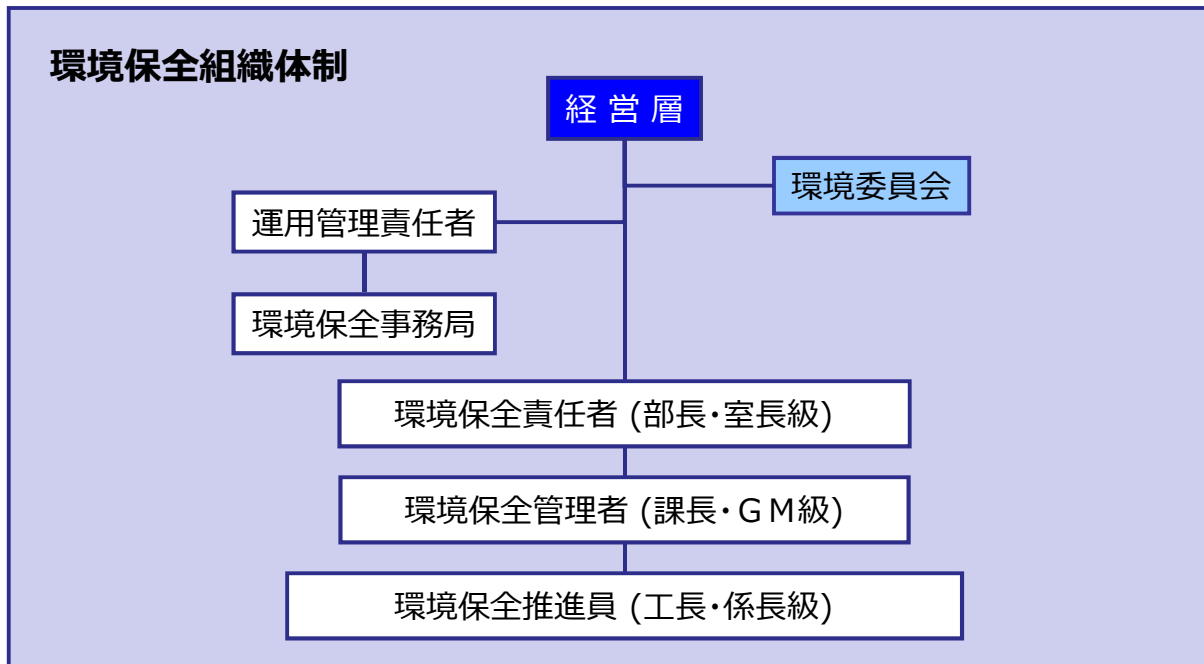 環境保全組織体制
経 営 層
環境委員会
運用管理責任者
環境保全事務局
環境保全責任者 (部長・室長級)
環境保全管理者 (課長・ＧＭ級)
環境保全推進員 (工長・係長級)